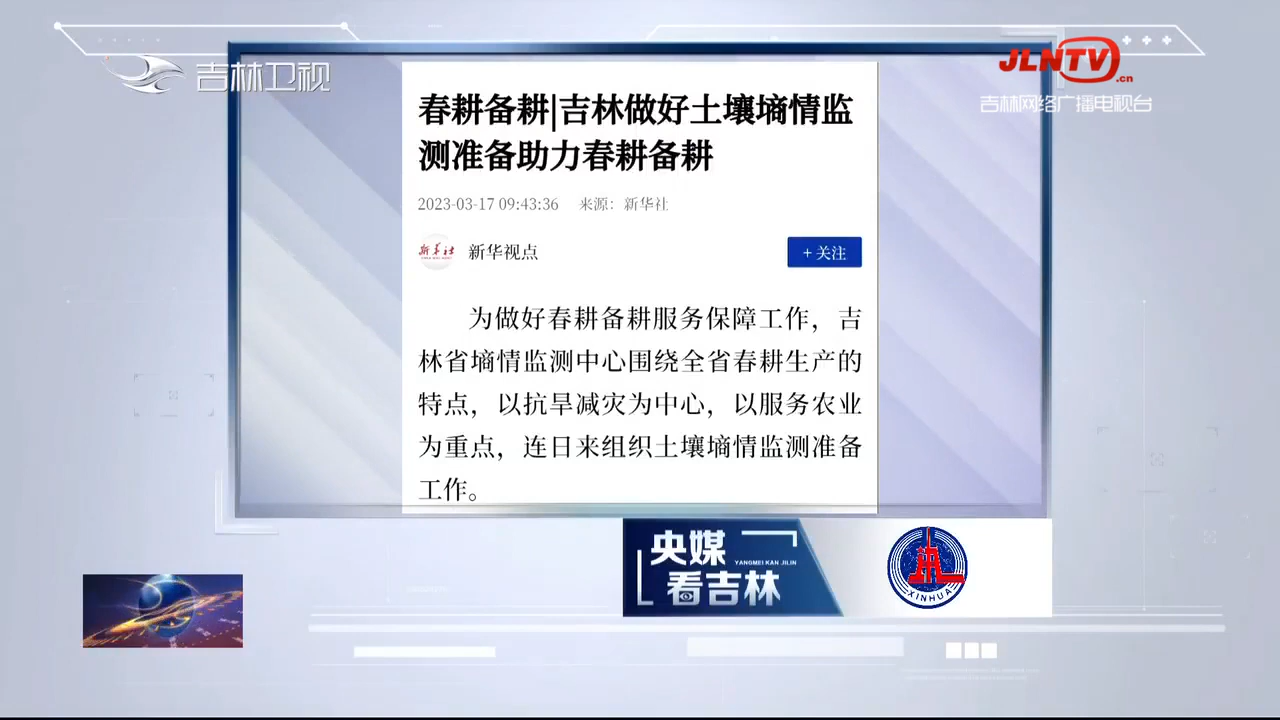 吉林卫视
JLNTV.cn
吉林网络广播电视台
春耕备耕|吉林做好土壤墒情监
测准备助力春耕备耕
2023-03-17 09:43:36 来源：新华社
新华社
新华视点
+ 关注
为做好春耕备耕服务保障工作，吉
林省墒情监测中心围绕全省春耕生产的
特点，以抗旱减灾为中心，以服务农业
为重点，连日来组织土壤墒情监测准备
工作。
央媒
YANGMEI KAN JILIN
看吉林
XINHUA